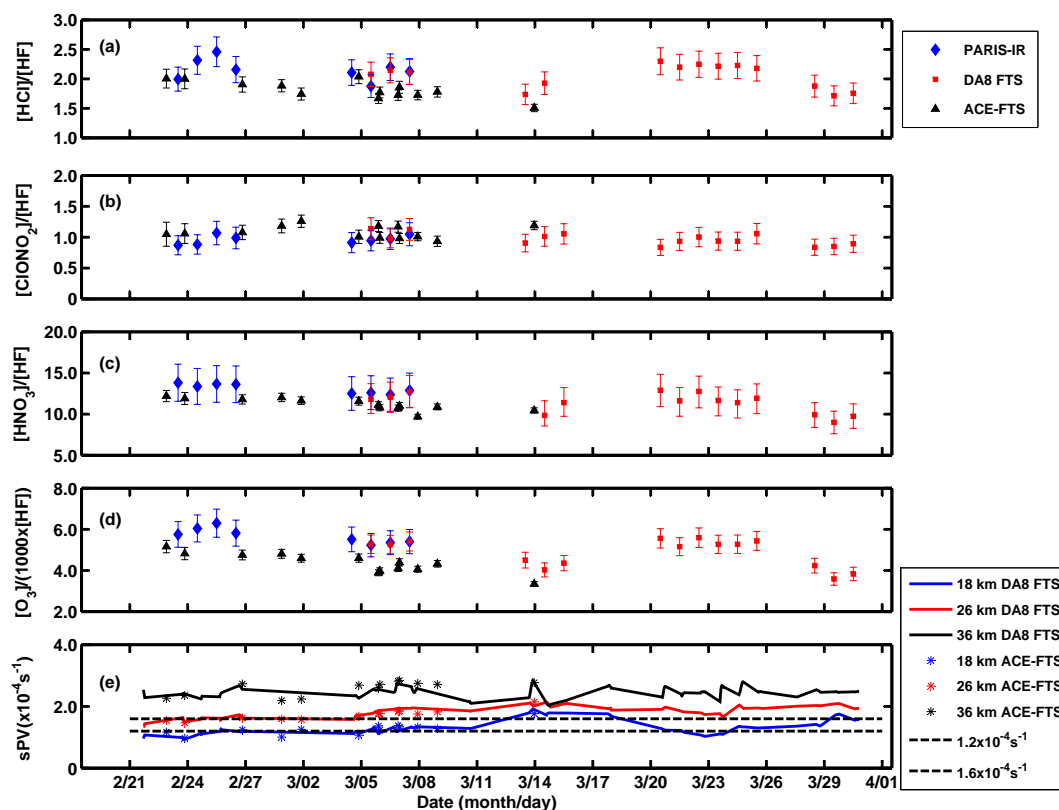 3.0
2.5
2.0
1.5
1.0
[HCl]/[HF]
(a)
PARIS-IR
DA8 FTS
ACE-FTS
2.0
1.5
1.0
0.5
0
[ClONO2]/[HF]
(b)
20.0
15.0
10.0
5.0
[HNO3]/[HF]
(c)
8.0
6.0
4.0
2.0
[O3]/(1000x[HF])
(d)
4.0
2.0
0
sPV(x10-4s-1)
(e)
2/21 2/24 2/27 3/02 3/05 3/08 3/11 3/14 3/17 3/20 3/23 3/26 3/29 4/01
Date (month/day)
18 km DA8 FTS
26 km DA8 FTS
36 km DA8 FTS
18 km ACE-FTS
26 km ACE-FTS
36 km ACE-FTS
1.2x10-4s-1
1.6x10-4s-1